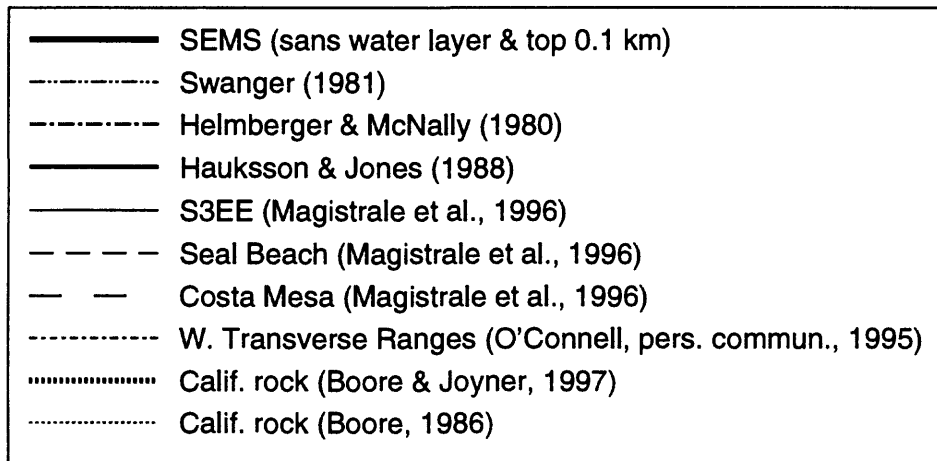 SEMS (sans water layer & top 0.1 km)
Swanger (1981)
Helmberger & McNally (1980)
Hauksson & Jones (1988)
S3EE (Magistrale et al., 1996)
Seal Beach (Magistrale et al., 1996)
Costa Mesa (Magistrale et al., 1996)
W. Transverse Ranges (O'Connell, pers. commun., 1995)
Calif. rock (Boore & Joyner, 1997)
Calif. rock (Boore, 1986)